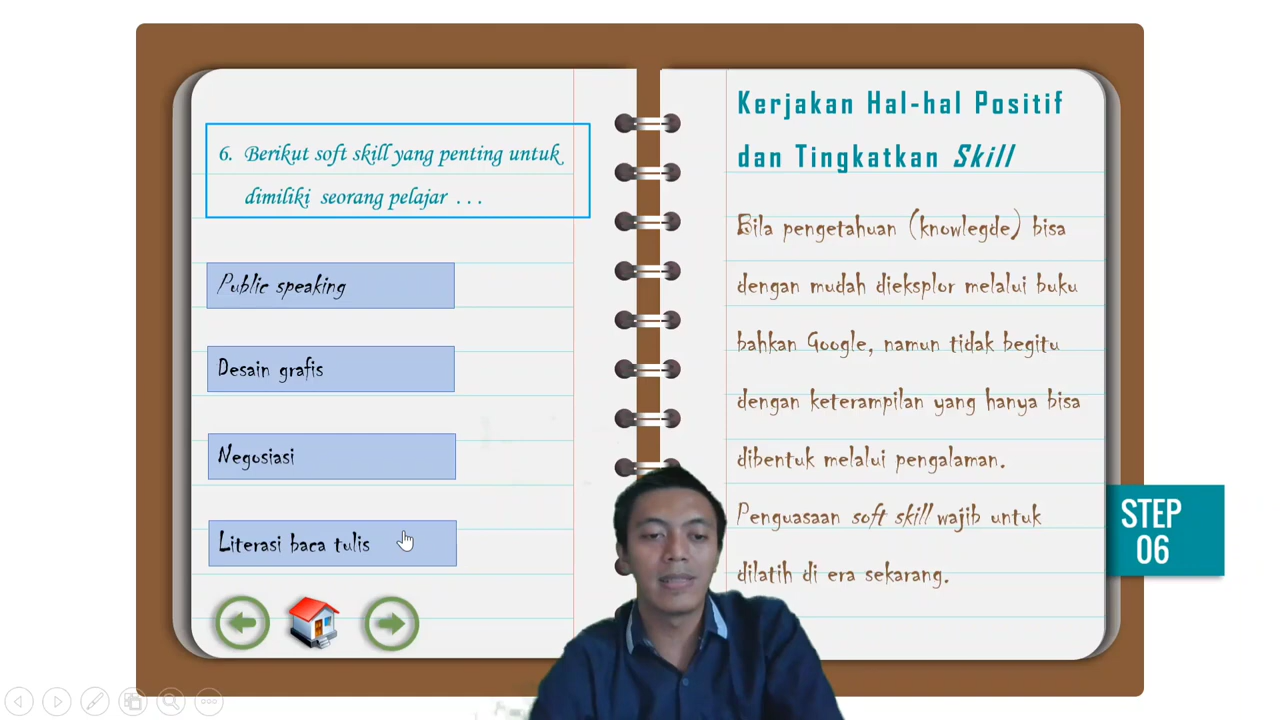 6. Berikut soft skill yang penting untuk
dimiliki seorang pelajar . . .
Public speaking
Desain grafis
Negosiasi
Literasi baca tulis
Kerjakan Hal-hal Positif
dan Tingkatkan Skill
Bila pengetahuan (knowlegde) bisa
dengan mudah dieksplor melalui buku
bahkan Google, namun tidak begitu
dengan keterampilan yang hanya bisa
dibentuk melalui pengalaman.
Penguasaan soft skill wajib untuk
dilatih di era sekarang.
STEP
06